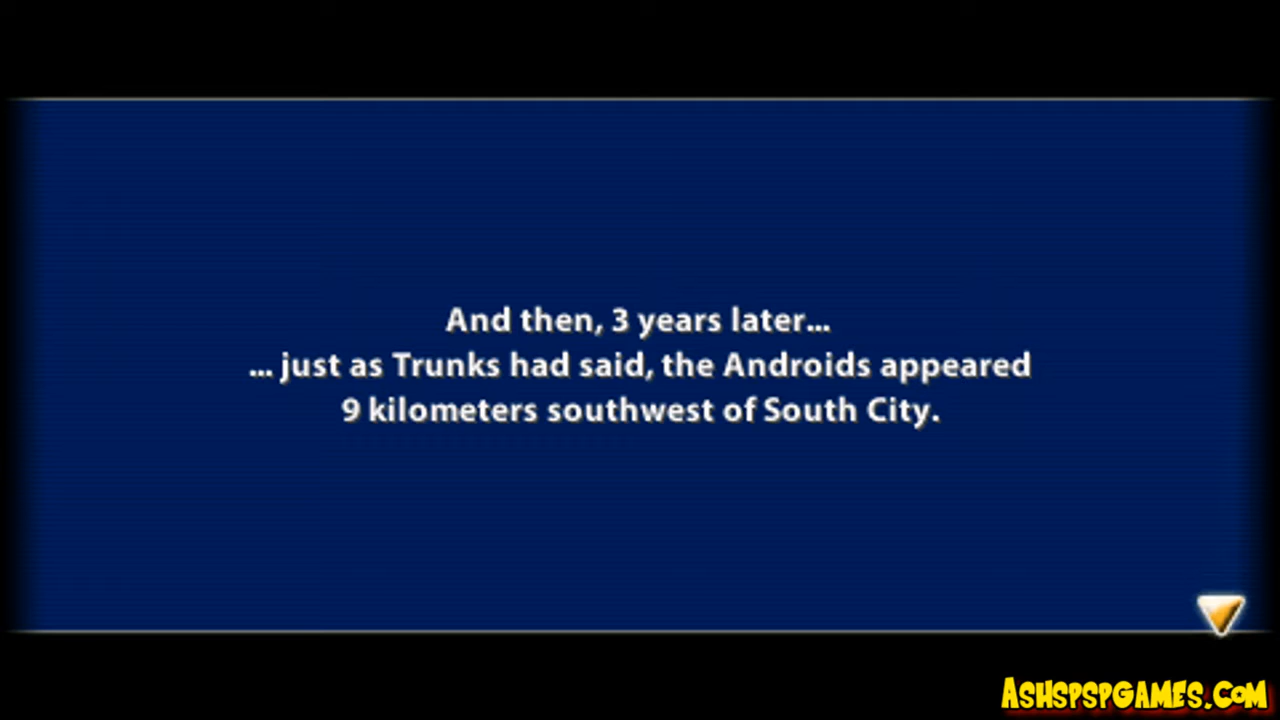 And then, 3 years later...
... just as Trunks had said, the Androids appeared
9 kilometers southwest of South City.
ASHSPSPGAMES.COM